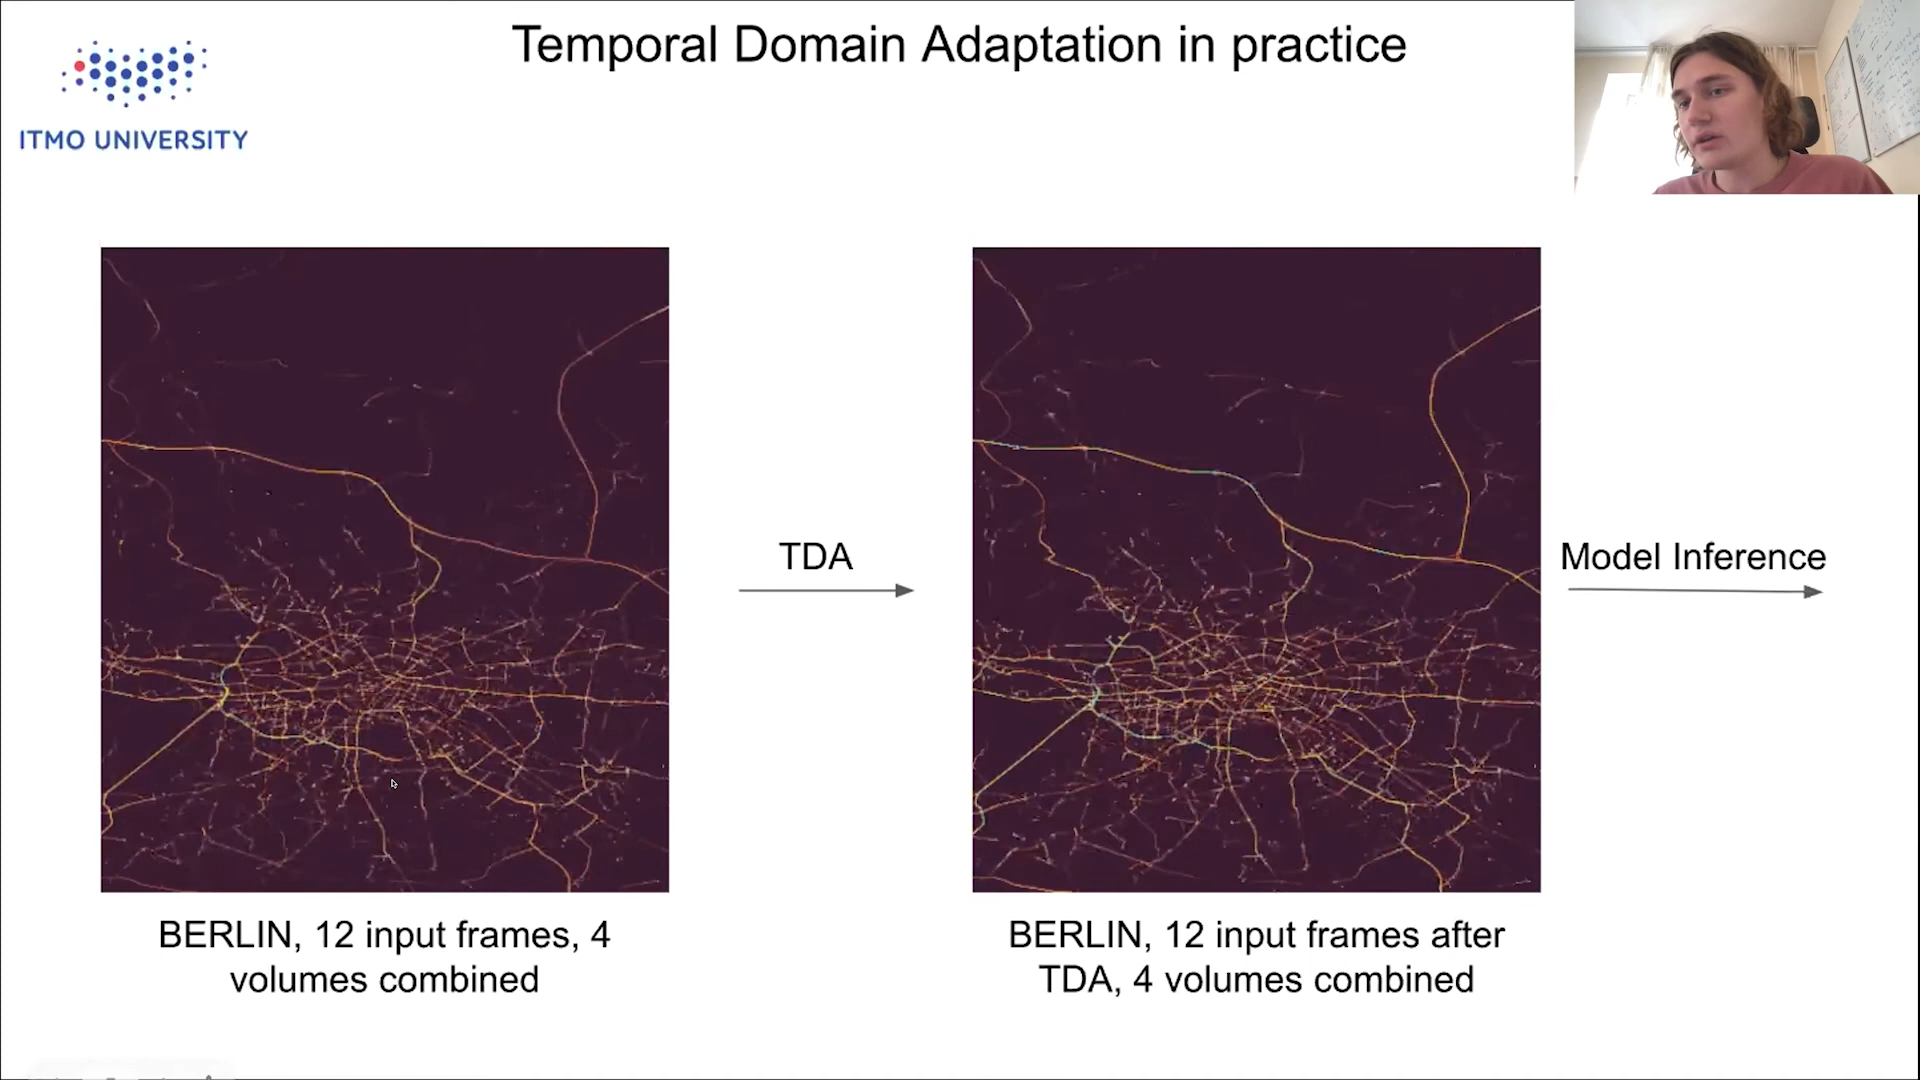 Temporal Domain Adaptation in practice
ITMO UNIVERSITY
TDA
Model Inference
BERLIN, 12 input frames, 4
volumes combined
BERLIN, 12 input frames after
TDA, 4 volumes combined